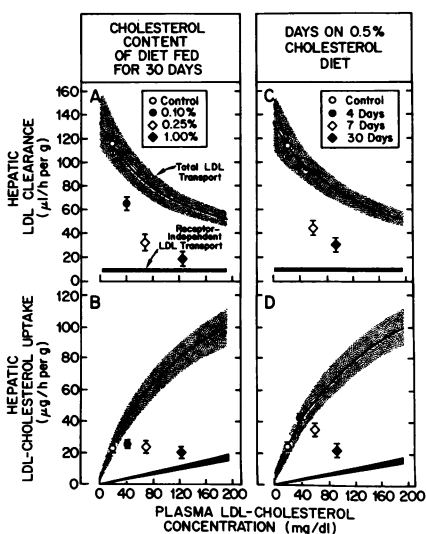 CHOLESTEROL
CONTENT
OF DIET FED
FOR 30 DAYS
DAYS ON 0.5%
CHOLESTEROL
DIET
HEPATIC
LDL CLEARANCE
(µl/h per g)
160
140
120
100
80
60
40
20
0
A
Control
0.10%
0.25%
1.00%
Total LDL
Transport
Receptor-
Independent
LDL Transport
C
Control
4 Days
7 Days
30 Days
HEPATIC
LDL-CHOLESTEROL UPTAKE
(µg/h per g)
120
100
80
60
40
20
0
B
D
0 40 80 120 160 200
0 40 80 120 160 200
PLASMA LDL-CHOLESTEROL
CONCENTRATION (mg/dl)